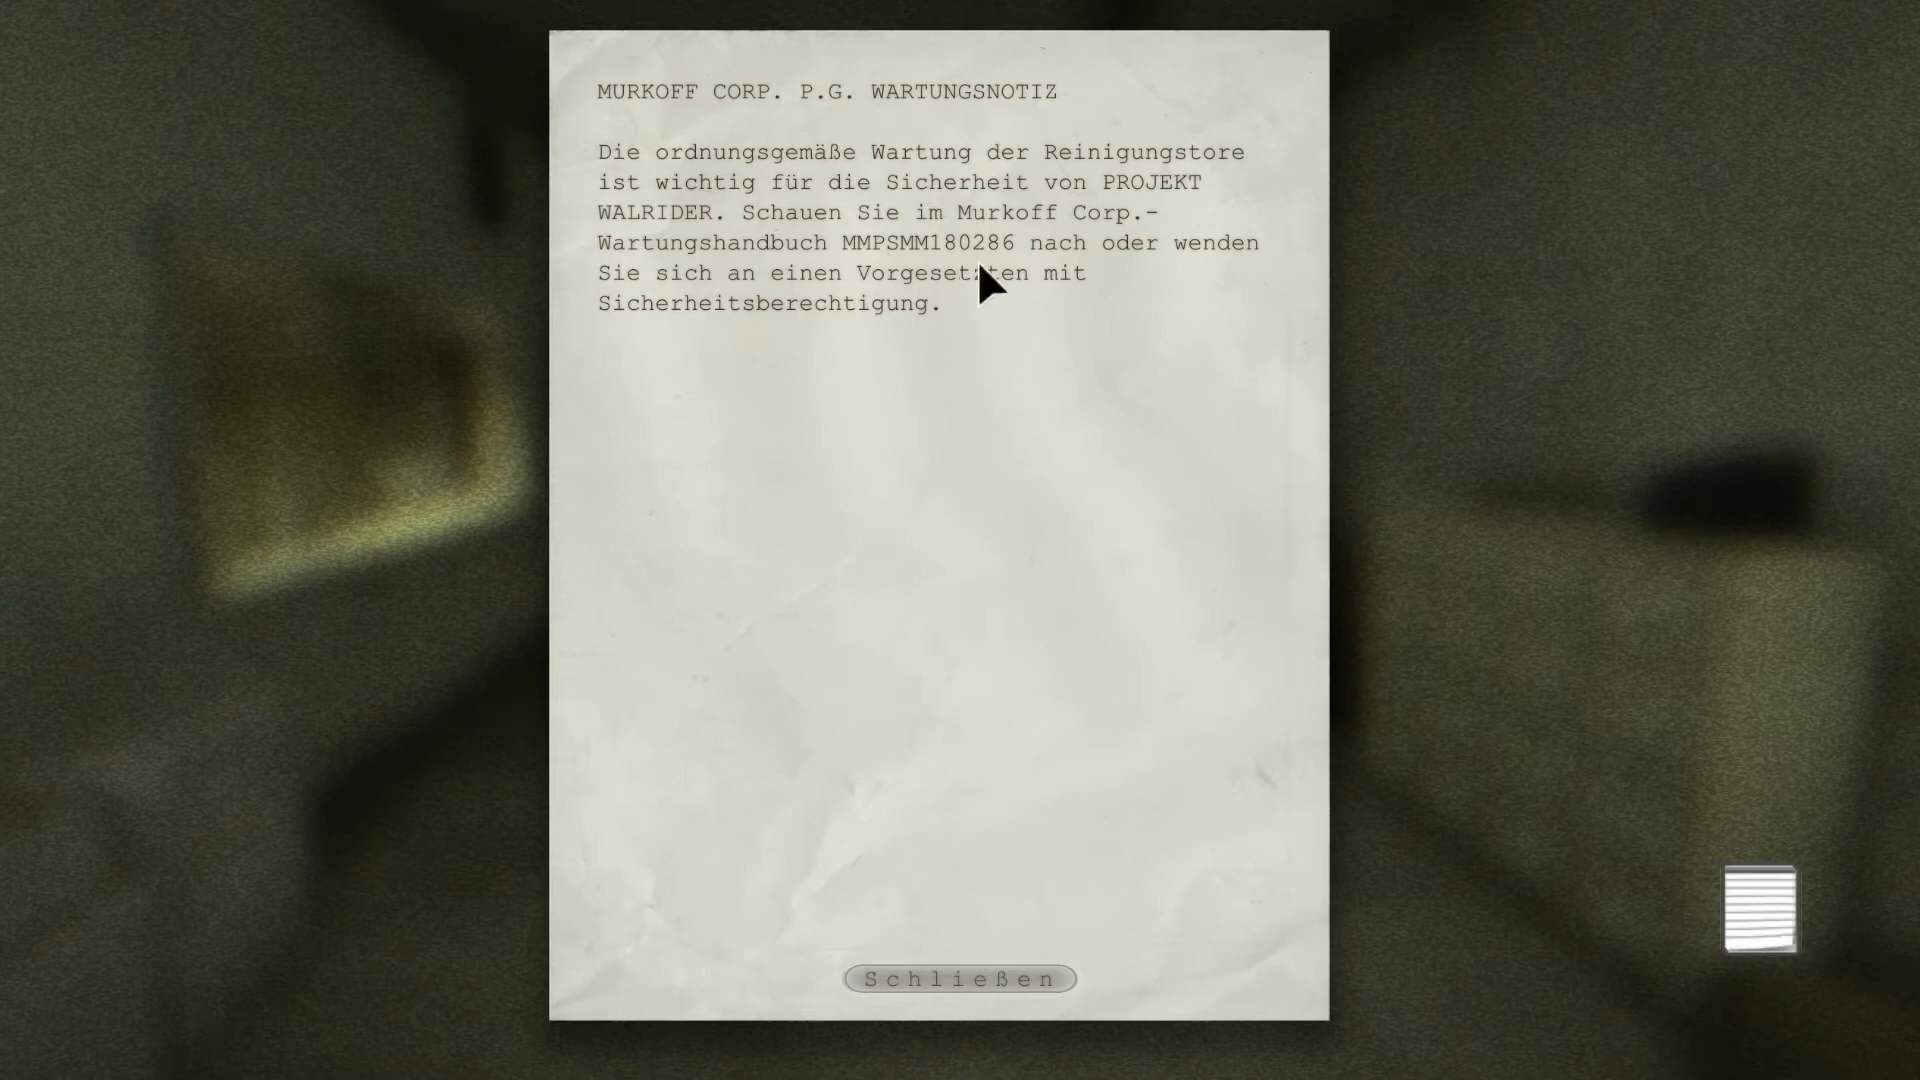 MURKOFF CORP. P.G. WARTUNGSNOTIZ
Die ordnungsgemäße Wartung der Reinigungstore
ist wichtig für die Sicherheit von PROJEKT
WALRIDER. Schauen Sie im Murkoff Corp.-
Wartungshandbuch MMPSMM180286 nach oder wenden
Sie sich an einen Vorgesetzten mit
Sicherheitsberechtigung.
Schließen